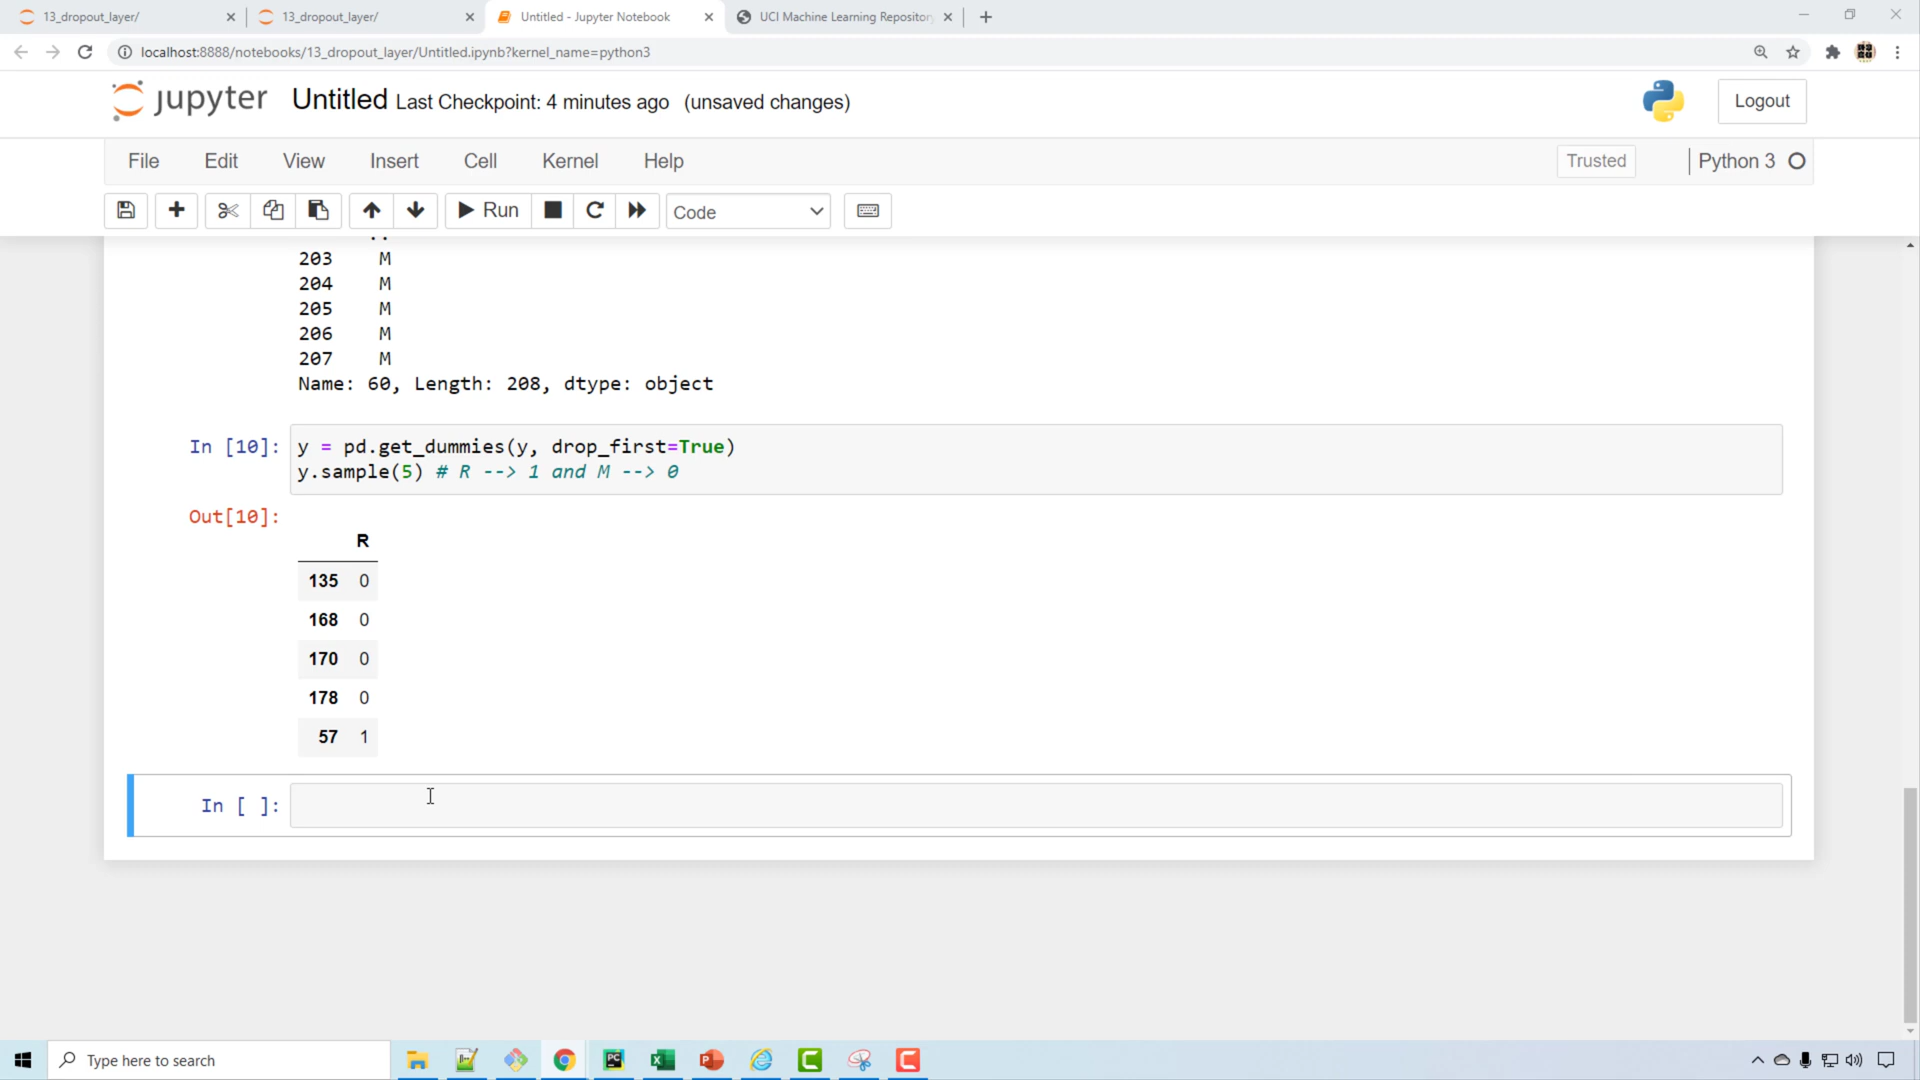 13_dropout_layer/
13_dropout_layer/
Untitled - Jupyter Notebook
UCI Machine Learning Repository
localhost:8888/notebooks/13_dropout_layer/Untitled.ipynb?kernel_name=python3
jupyter Untitled Last Checkpoint: 4 minutes ago (unsaved changes)
Logout
File Edit View Insert Cell Kernel Help
Trusted
Python 3
Run
Code
203 M
204 M
205 M
206 M
207 M
Name: 60, Length: 208, dtype: object
In [10]: y = pd.get_dummies(y, drop_first=True)
y.sample(5) # R --> 1 and M --> 0
Out[10]:
R
135 0
168 0
170 0
178 0
57 1
In [ ]:
Type here to search